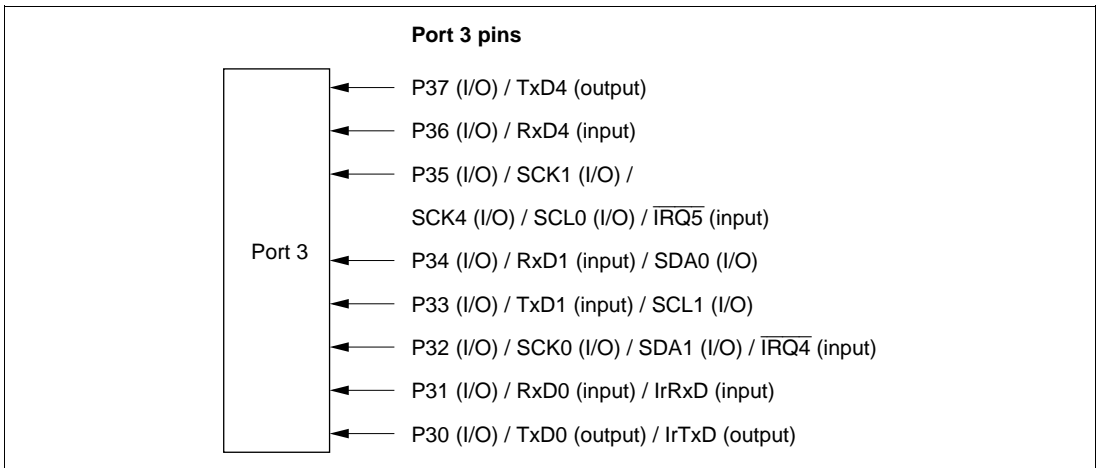 Port 3 pins
P37 (I/O) / TxD4 (output)
P36 (I/O) / RxD4 (input)
P35 (I/O) / SCK1 (I/O) /
SCK4 (I/O) / SCL0 (I/O) / I̅R̅Q̅5̅ (input)
Port 3
P34 (I/O) / RxD1 (input) / SDA0 (I/O)
P33 (I/O) / TxD1 (input) / SCL1 (I/O)
P32 (I/O) / SCK0 (I/O) / SDA1 (I/O) / I̅R̅Q̅4̅ (input)
P31 (I/O) / RxD0 (input) / IrRxD (input)
P30 (I/O) / TxD0 (output) / IrTxD (output)